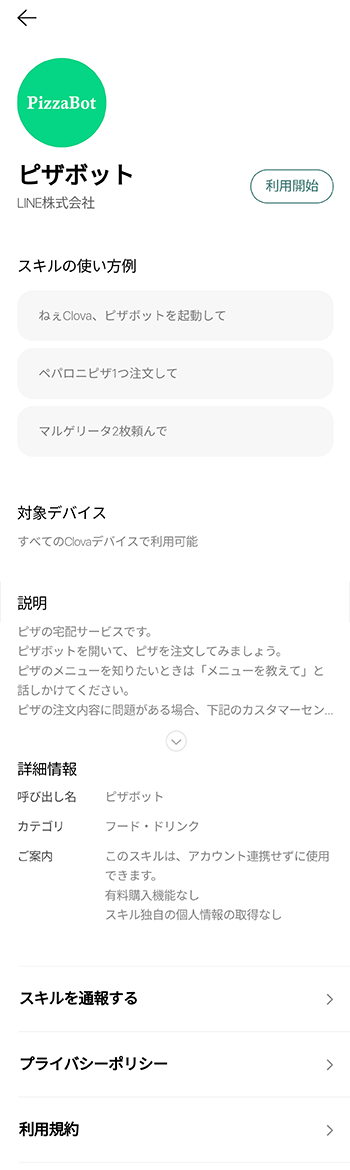 PizzaBot
ピザボット
LINE株式会社
利用開始
スキルの使い方例
ねぇClova、ピザボットを起動して
ペパロニピザ1つ注文して
マルゲリータ2枚頼んで
対象デバイス
すべてのClovaデバイスで利用可能
説明
ピザの宅配サービスです。
ピザボットを開いて、ピザを注文してみましょう。
ピザのメニューを知りたいときは「メニューを教えて」と
話しかけてください。
ピザの注文内容に問題がある場合、下記のカスタマーセン...
詳細情報
呼び出し名 ピザボット
カテゴリ フード・ドリンク
ご案内 このスキルは、アカウント連携せずに使用
できます。
有料購入機能なし
スキル独自の個人情報の取得なし
スキルを通報する
プライバシーポリシー
利用規約